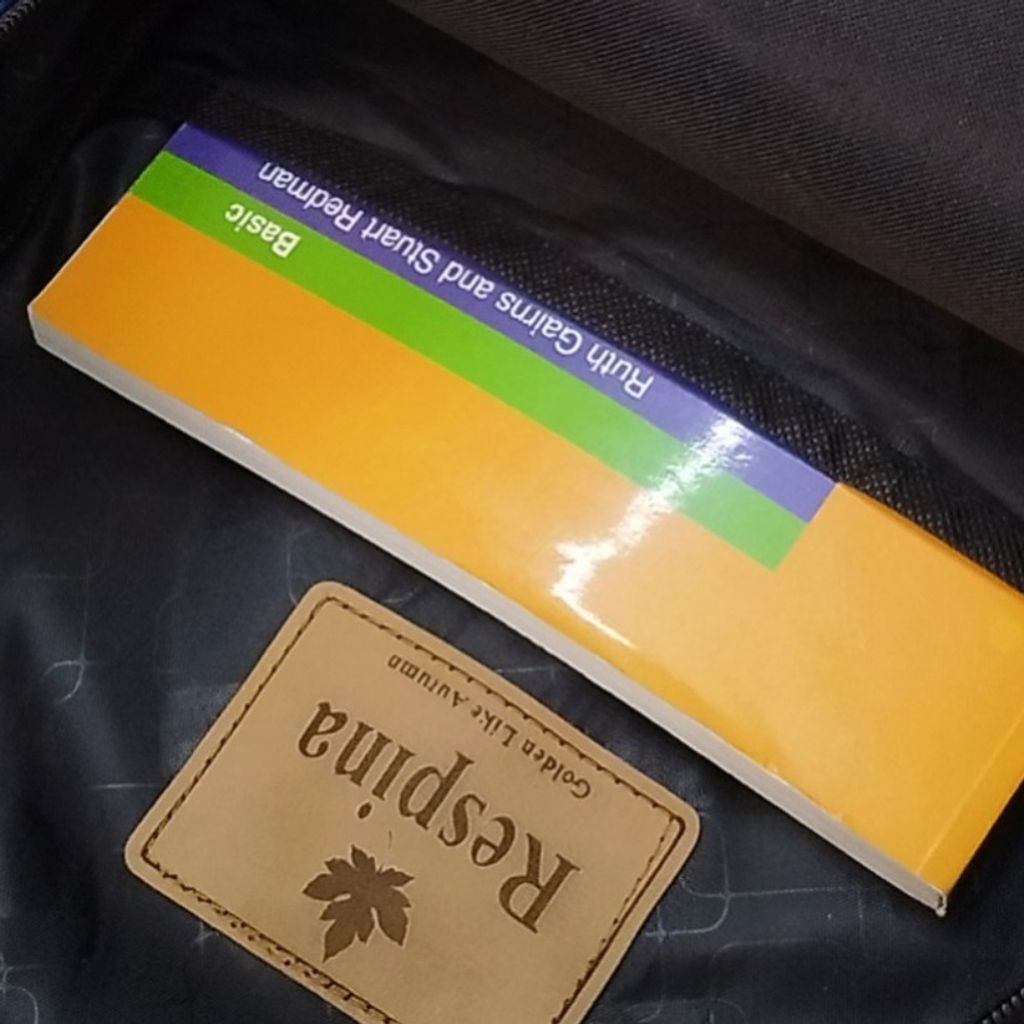 Respina
Golden Like Autumn
Ruth Gairns and Stuart Redman
Basic